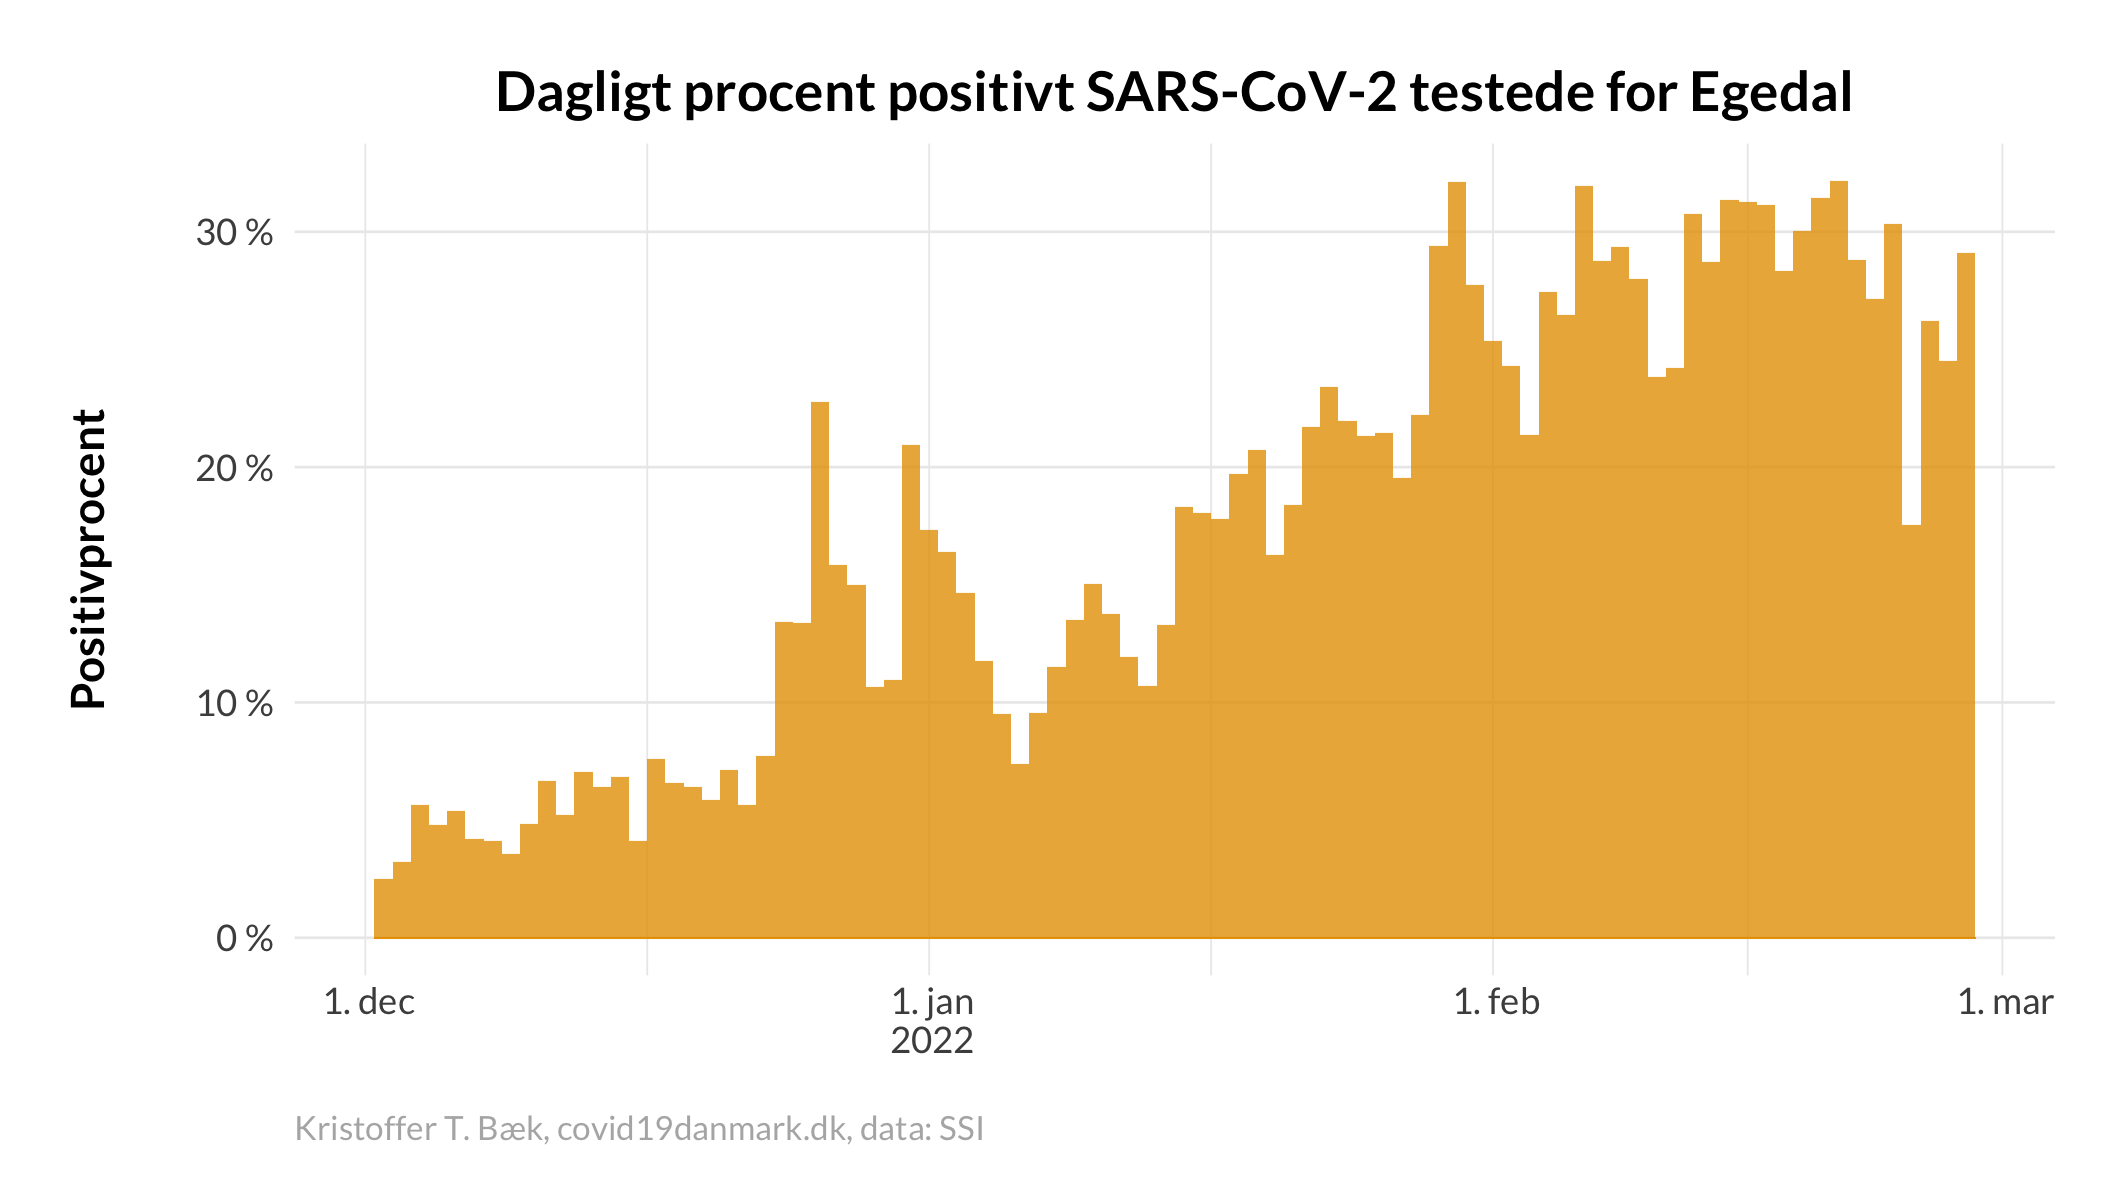 Dagligt procent positivt SARS-CoV-2 testede for Egedal
Positivprocent
30 %
20 %
10 %
0 %
1. dec
1. jan
2022
1. feb
1. mar
Kristoffer T. Bæk, covid19danmark.dk, data: SSI